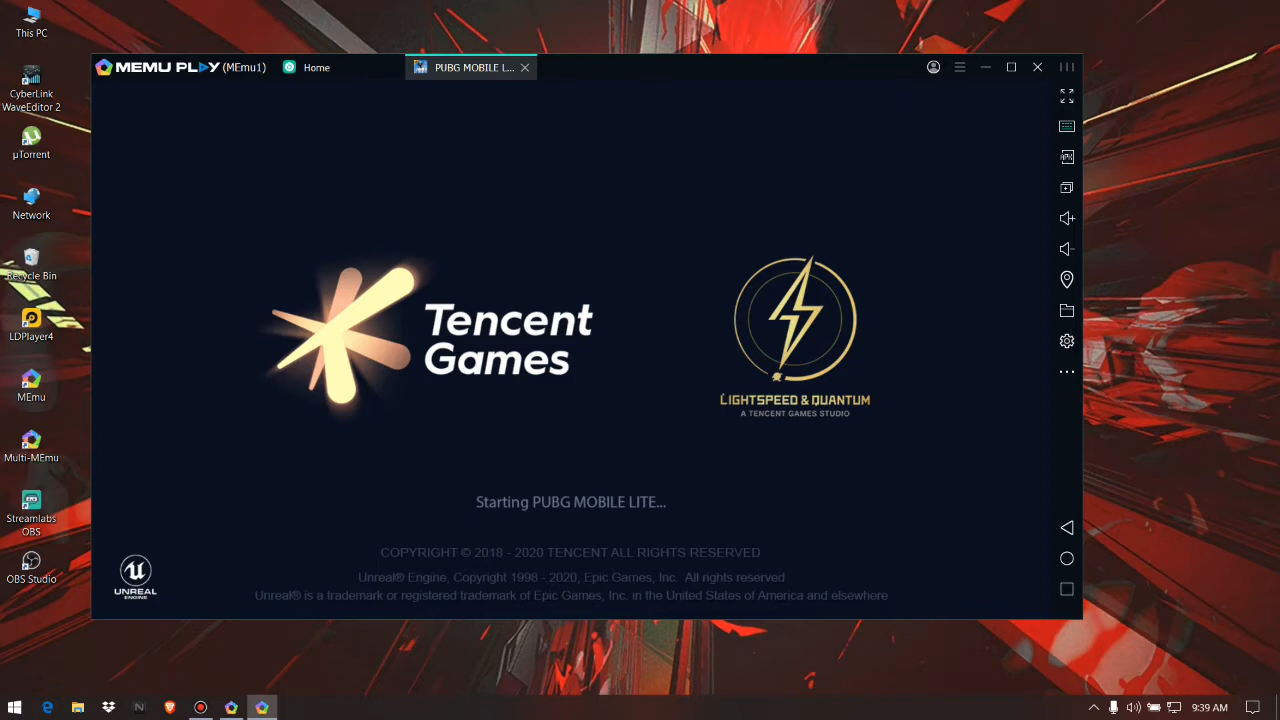 This PC
CyberLink
WaveEditor 2
µTorrent
Network
Recycle Bin
LDPlayer4
MEmu
Multi-MEmu
Streamlabs
OBS
OBS Studio
MEMU PLAY (MEmu1)
Home
PUBG MOBILE L...
APK
Tencent
Games
LIGHTSPEED & QUANTUM
A TENCENT GAMES STUDIO
Starting PUBG MOBILE LITE...
COPYRIGHT © 2018 - 2020 TENCENT ALL RIGHTS RESERVED
Unreal® Engine, Copyright 1998 - 2020, Epic Games, Inc. All rights reserved
Unreal® is a trademark or registered trademark of Epic Games, Inc. in the United States of America and elsewhere
UNREAL
ENGINE
9:39 AM